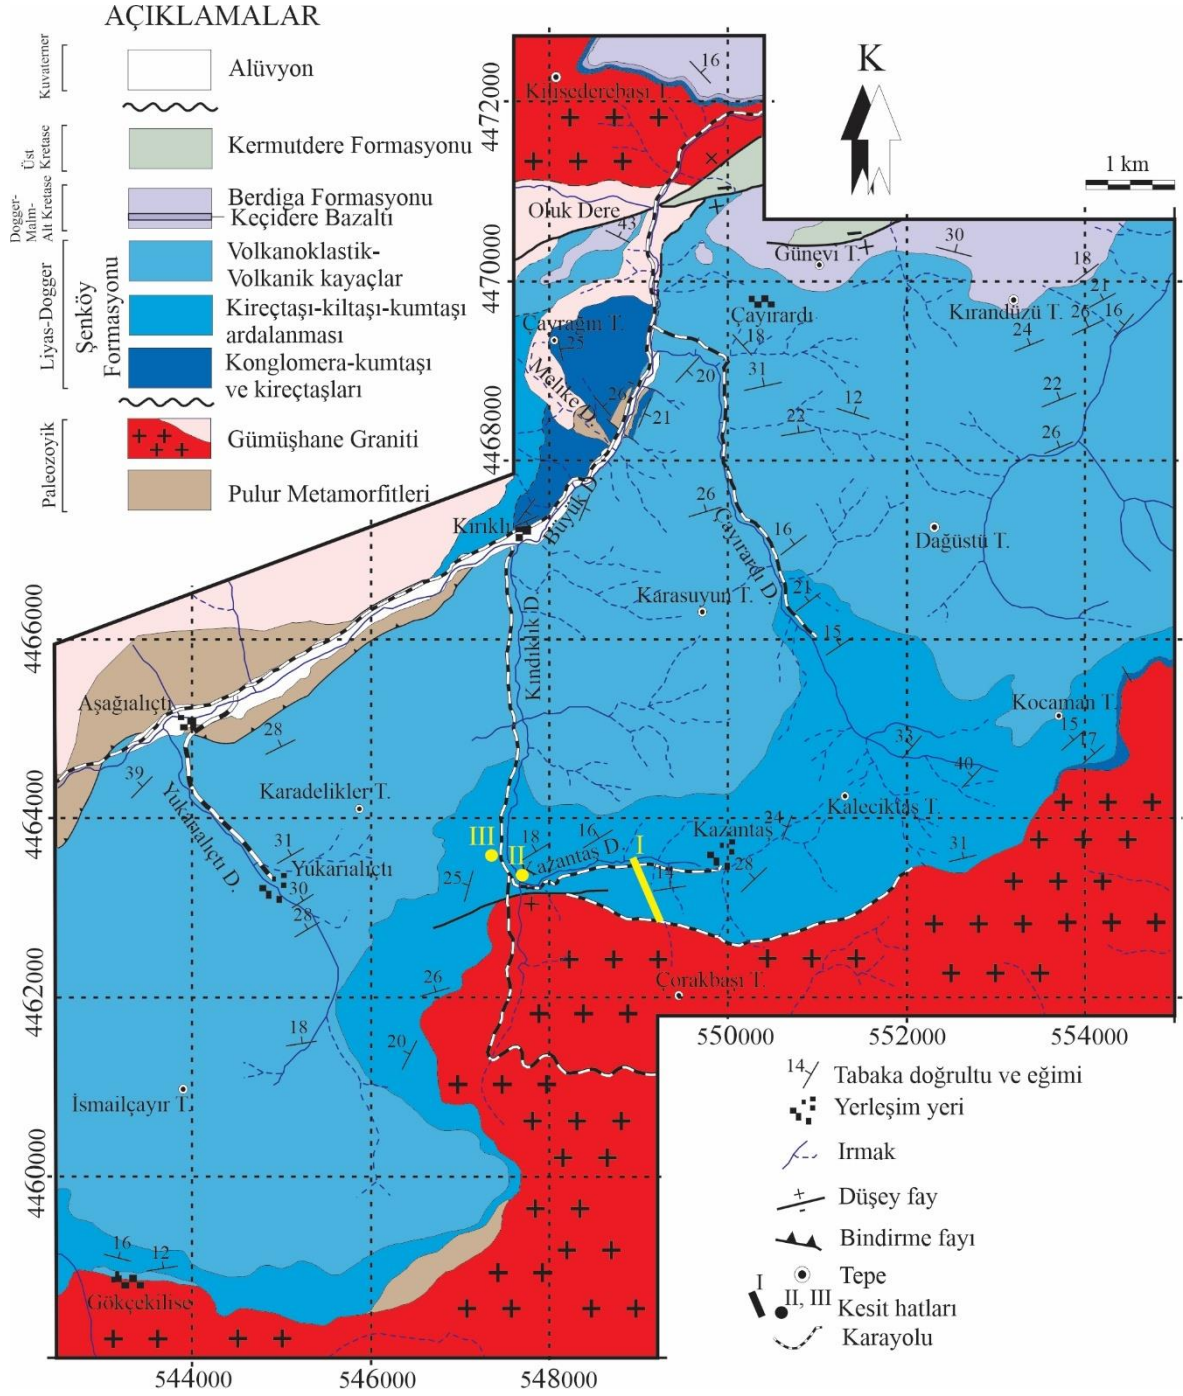 AÇIKLAMALAR
Kuvaterner
Alüvyon
Üst
Kretase
Kermutdere Formasyonu
Dogger-
Malm-
Alt Kretase
Berdiga Formasyonu
Keçidere Bazaltı
Liyas-Dogger
Şenköy
Formasyonu
Volkanoklastik-
Volkanik kayaçlar
Kireçtaşı-kiltaşı-kumtaşı
ardalanması
Konglomera-kumtaşı
ve kireçtaşları
Paleozoyik
Gümüşhane Graniti
Pulur Metamorfitleri
K
1 km
4472000
4470000
4468000
4466000
4464000
4462000
4460000
16
Kilisederebası T.
Oluk Dere
43
Günevi T.
30
18
Kırandüzü T.
21
26
16
24
Çayırardı
18
Çayrağın T.
25
Melike D.
26
21
20
31
12
22
22
26
Kırıklı
Büyük D.
26
Çayırardı D.
16
Dağüstü T.
21
15
Karasuyun T.
Kındıklık D.
Aşağıalıçtı
28
39
Yukarıalıçtı D.
Karadelikler T.
31
Yukarıalıçtı
30
28
Kocaman T.
15
17
33
40
Kaleciktaş T.
24
31
Kazantaş
28
III
II
18
16
Kazantaş D.
I
14
25
26
20
18
Çorakbaşı T.
İsmailçayır T.
16
12
Gökçekilise
544000
546000
548000
550000
552000
554000
14
Tabaka doğrultu ve eğimi
Yerleşim yeri
Irmak
Düşey fay
Bindirme fayı
Tepe
I
II, III
Kesit hatları
Karayolu